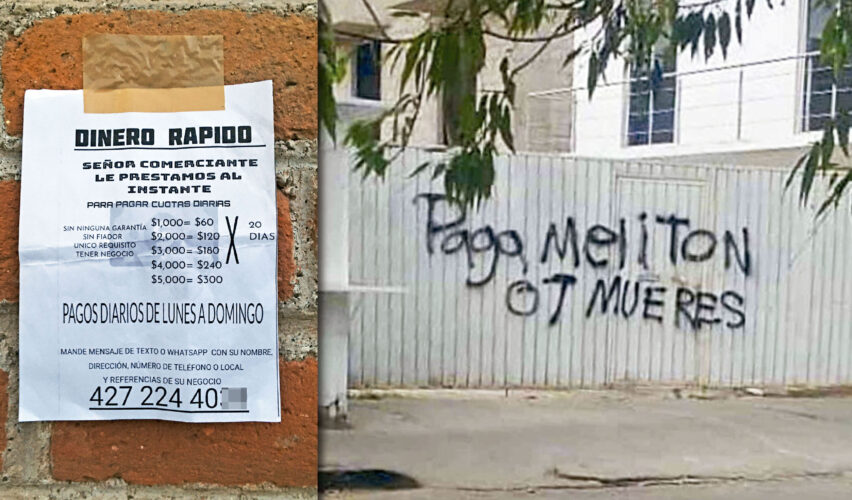 DINERO RAPIDO
SEÑOR COMERCIANTE
LE PRESTAMOS AL
INSTANTE
PARA PAGAR CUOTAS DIARIAS
SIN NINGUNA GARANTÍA
SIN FIADOR
UNICO REQUISITO
TENER NEGOCIO
$1,000= $60
$2,000= $120
$3,000= $180
$4,000= $240
$5,000= $300
X
20
DIAS
PAGOS DIARIOS DE LUNES A DOMINGO
MANDE MENSAJE DE TEXTO O WHATSAPP CON SU NOMBRE,
DIRECCIÓN, NÚMERO DE TELÉFONO O LOCAL
Y REFERENCIAS DE SU NEGOCIO
427 224 40
Paga MeliTON
OT MUERES